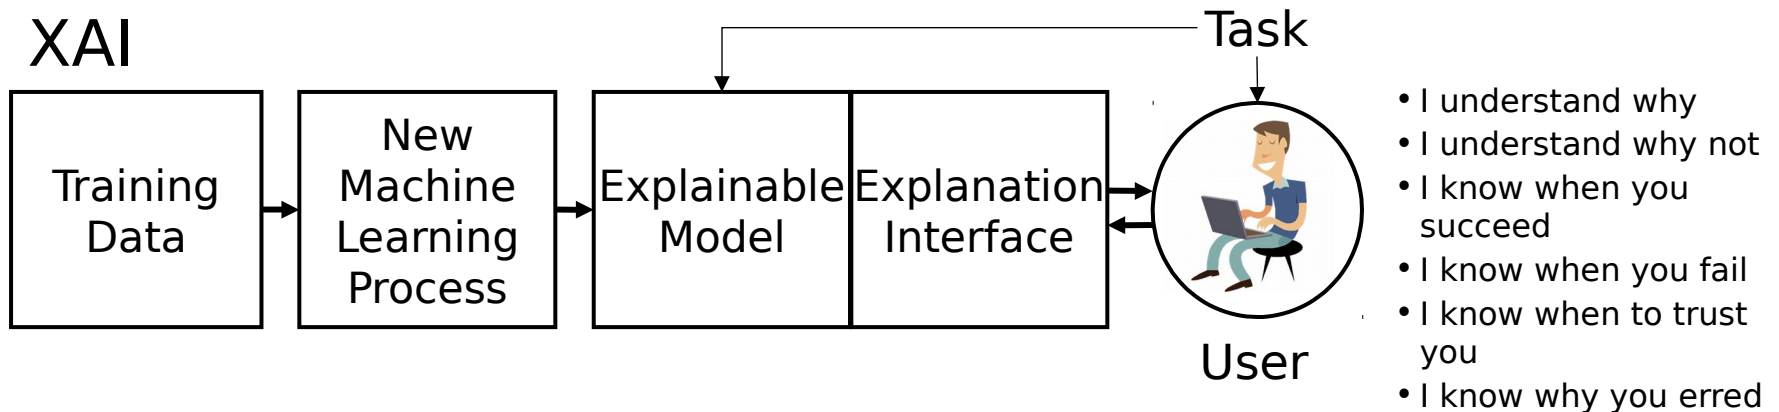 XAI
Task
Training
Data
New
Machine
Learning
Process
Explainable
Model
Explanation
Interface
User
• I understand why
• I understand why not
• I know when you
succeed
• I know when you fail
• I know when to trust
you
• I know why you erred